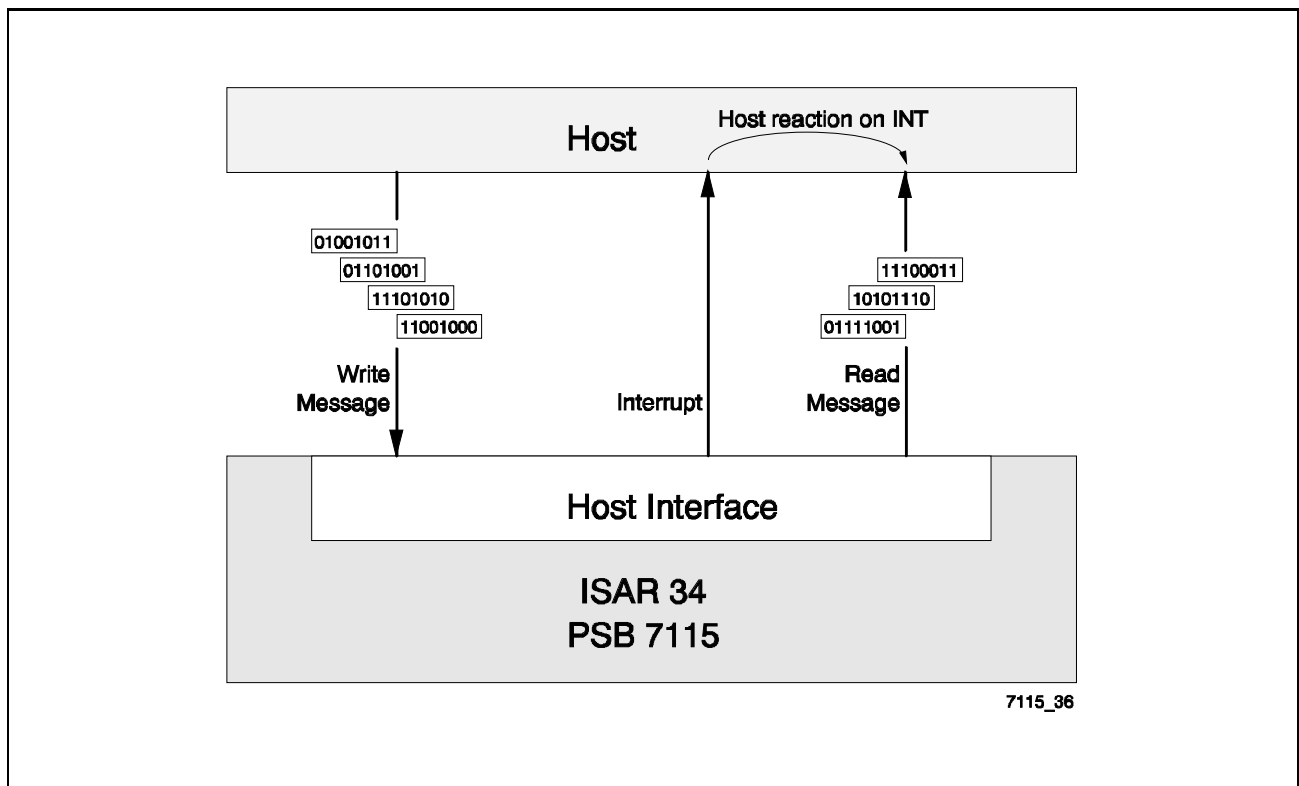 Host reaction on INT
Host
01001011
01101001
11101010
11001000
11100011
10101110
01111001
Write
Message
Interrupt
Read
Message
Host Interface
ISAR 34
PSB 7115
7115_36